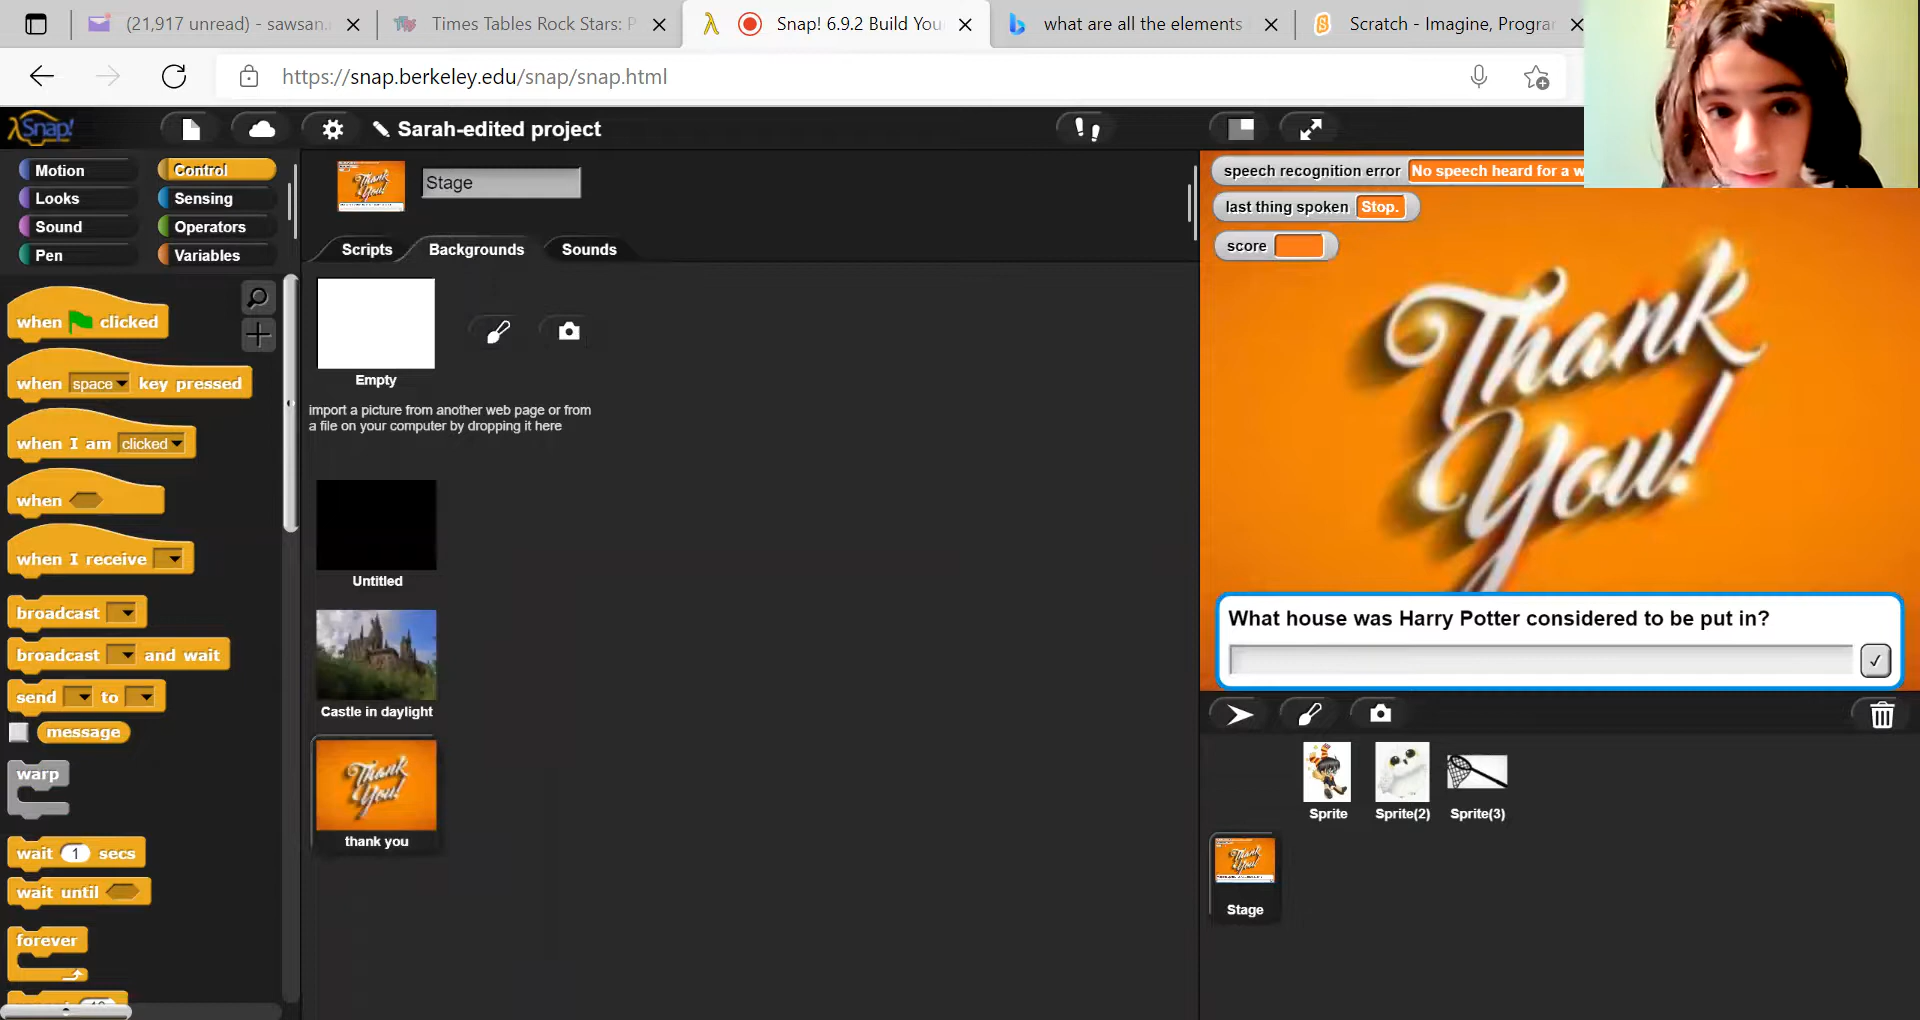 (21,917 unread) - sawsan.
Times Tables Rock Stars: P
Snap! 6.9.2 Build You
what are all the elements
Scratch - Imagine, Progra
https://snap.berkeley.edu/snap/snap.html
λSnap!
Sarah-edited project
Motion
Control
Looks
Sensing
Sound
Operators
Pen
Variables
Stage
Scripts
Backgrounds
Sounds
when clicked
when space key pressed
when I am clicked
when
when I receive
broadcast
broadcast and wait
send to
message
warp
wait 1 secs
wait until
forever
Empty
import a picture from another web page or from
a file on your computer by dropping it here
Untitled
Castle in daylight
Thank You!
thank you
speech recognition error No speech heard for a w
last thing spoken Stop.
score
Thank
You!
What house was Harry Potter considered to be put in?
Sprite
Sprite(2)
Sprite(3)
Stage